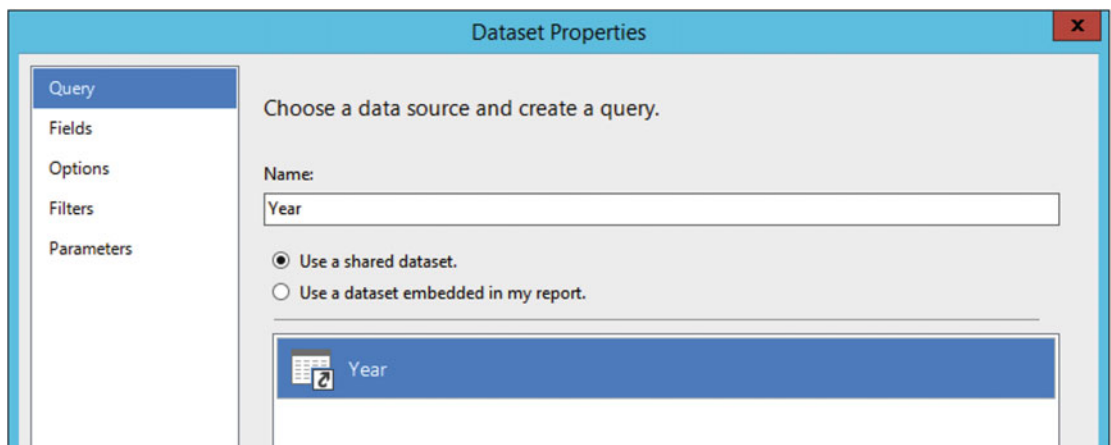 Dataset Properties
x
Query
Fields
Options
Filters
Parameters
Choose a data source and create a query.
Name:
Year
Use a shared dataset.
Use a dataset embedded in my report.
Year